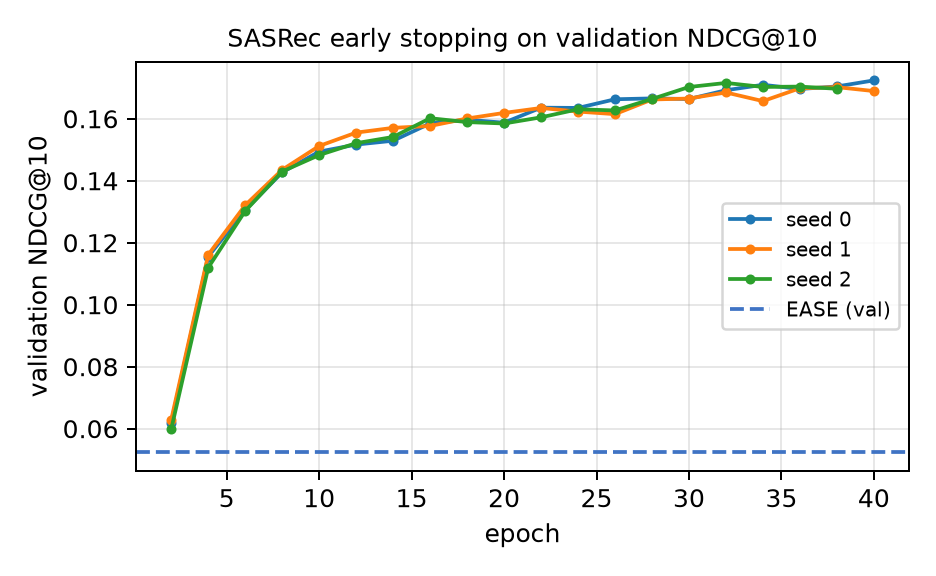 SASRec early stopping on validation NDCG@10
validation NDCG@10
0.16
0.14
0.12
0.10
0.08
0.06
seed 0
seed 1
seed 2
EASE (val)
5 10 15 20 25 30 35 40
epoch